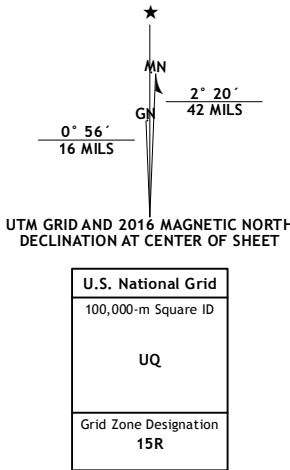 ★
MN
2° 20´
42 MILS
GN
0° 56´
16 MILS
UTM GRID AND 2016 MAGNETIC NORTH
DECLINATION AT CENTER OF SHEET
U.S. National Grid
100,000-m Square ID
UQ
Grid Zone Designation
15R